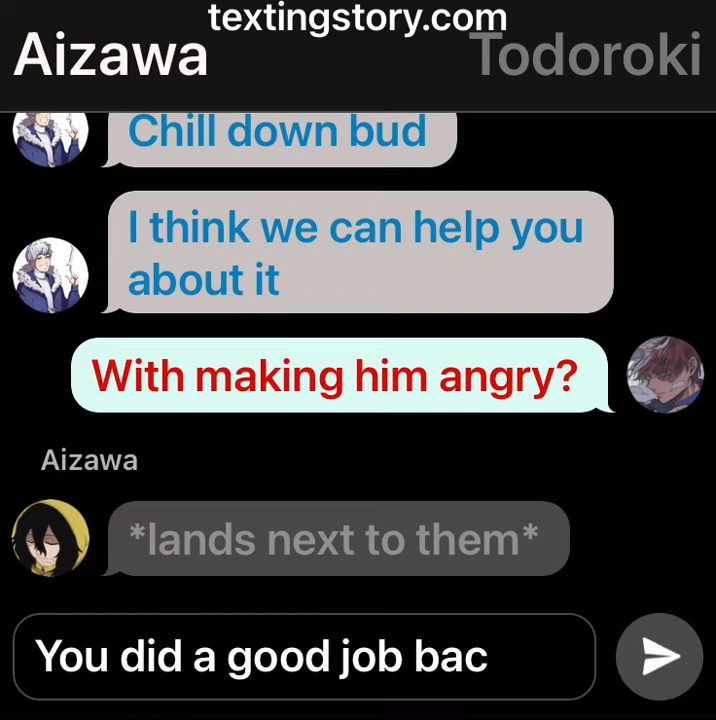 textingstory.com
Aizawa
Todoroki
Chill down bud
I think we can help you
about it
With making him angry?
Aizawa
*lands next to them*
You did a good job bac